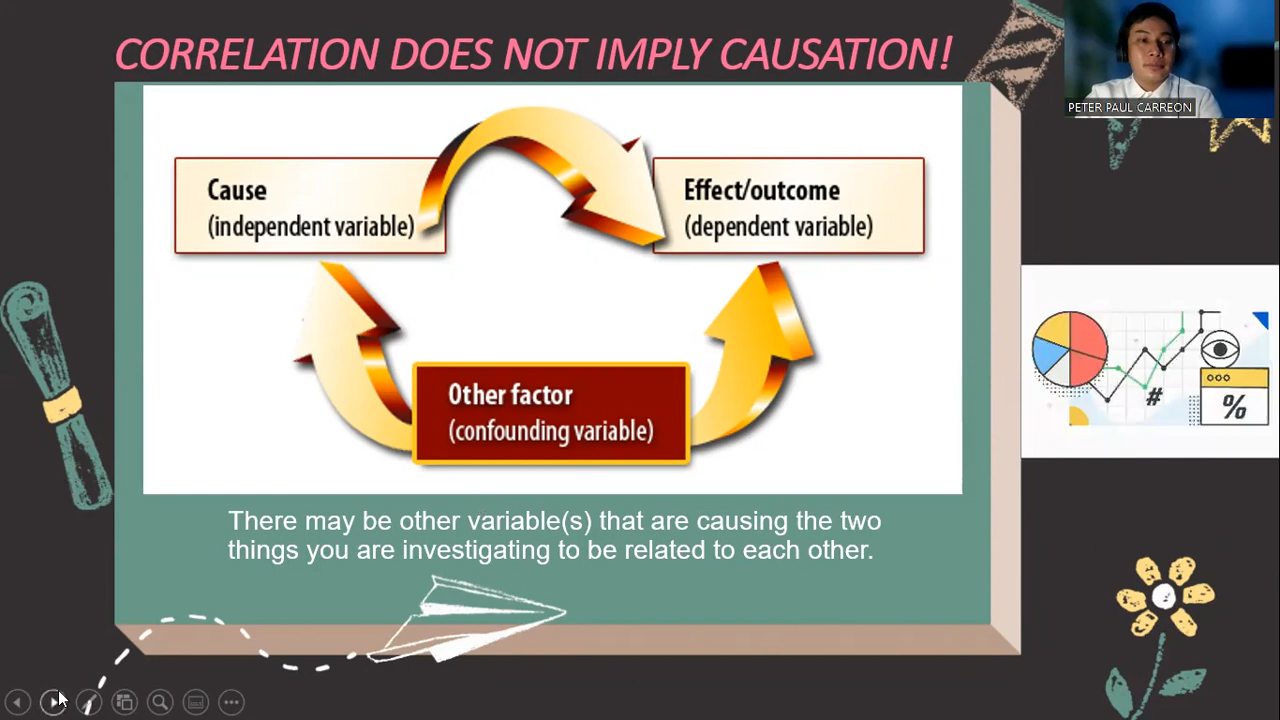 CORRELATION DOES NOT IMPLY CAUSATION!
PETER PAUL CARREON
Cause
(independent variable)
Effect/outcome
(dependent variable)
Other factor
(confounding variable)
#
%
There may be other variable(s) that are causing the two
things you are investigating to be related to each other.